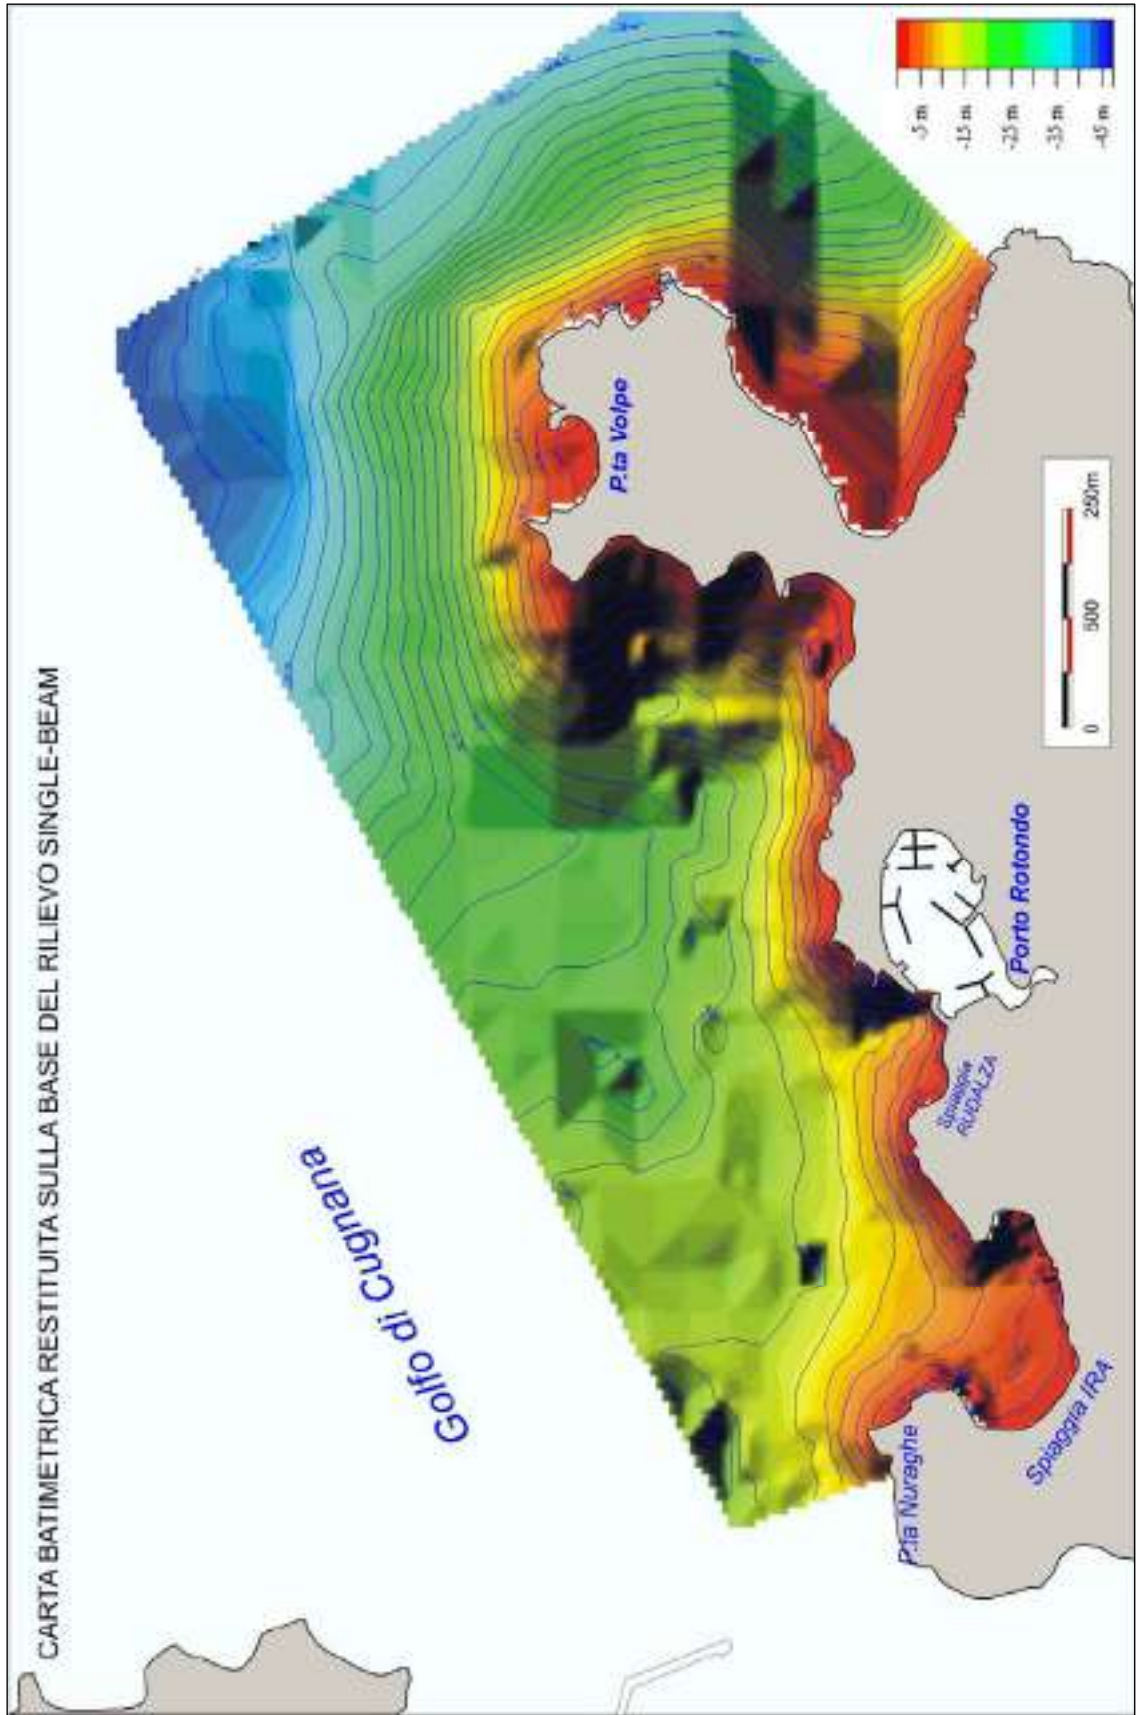 CARTA BATIMETRICA RESTITUITA SULLA BASE DEL RILIEVO SINGLE-BEAM
-5 m
-15 m
-25 m
-35 m
-45 m
Golfo di Cugnana
P.ta Volpe
P.ta Nuraghe
Spiaggia IRA
Spiaggia
RUDALZA
Porto Rotondo
0
500
250m